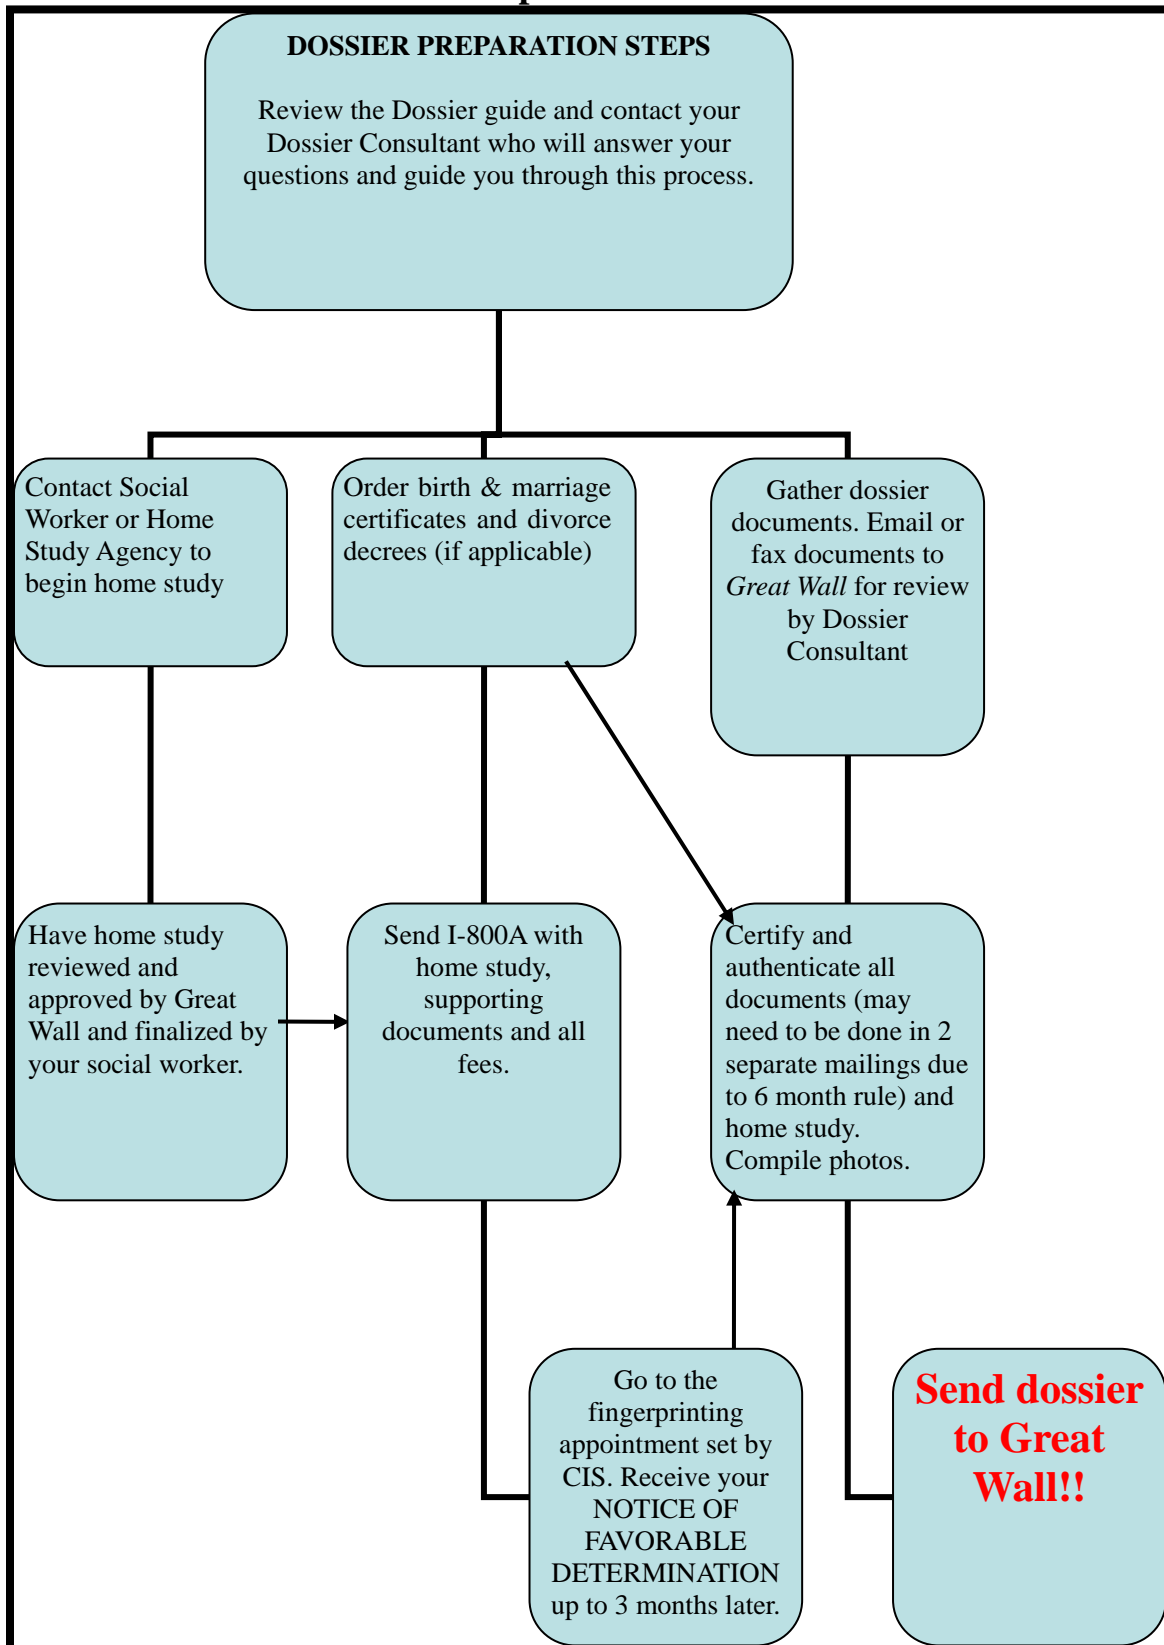 DOSSIER PREPARATION STEPS
Review the Dossier guide and contact your
Dossier Consultant who will answer your
questions and guide you through this process.
Contact Social
Worker or Home
Study Agency to
begin home study
Order birth & marriage
certificates and divorce
decrees (if applicable)
Gather dossier
documents. Email or
fax documents to
Great Wall for review
by Dossier
Consultant
Have home study
reviewed and
approved by Great
Wall and finalized by
your social worker.
Send I-800A with
home study,
supporting
documents and all
fees.
Certify and
authenticate all
documents (may
need to be done in 2
separate mailings due
to 6 month rule) and
home study.
Compile photos.
Go to the
fingerprinting
appointment set by
CIS. Receive your
NOTICE OF
FAVORABLE
DETERMINATION
up to 3 months later.
Send dossier
to Great
Wall!!